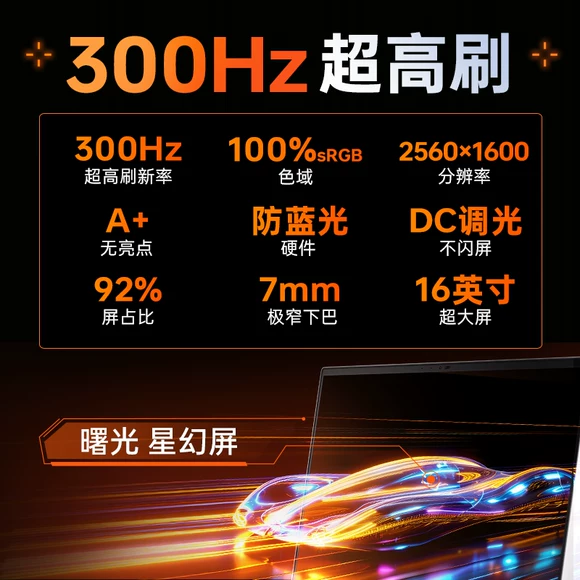 300Hz 超高刷
300Hz 100%sRGB 2560×1600
超高刷新率 色域 分辨率
A+ 防蓝光 DC调光
无亮点 硬件 不闪屏
92% 7mm 16英寸
屏占比 极窄下巴 超大屏
曙光 星幻屏